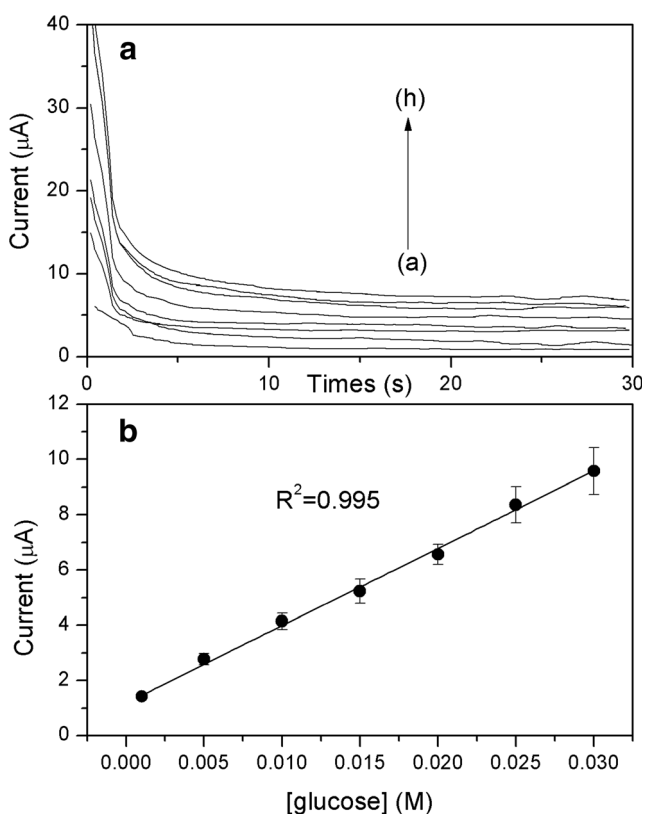 a
40
30
20
10
0
Current (μA)
(h)
(a)
0 10 20 30
Times (s)
b
12
10
8
6
4
2
0
Current (μA)
R²=0.995
0.000 0.005 0.010 0.015 0.020 0.025 0.030
[glucose] (M)